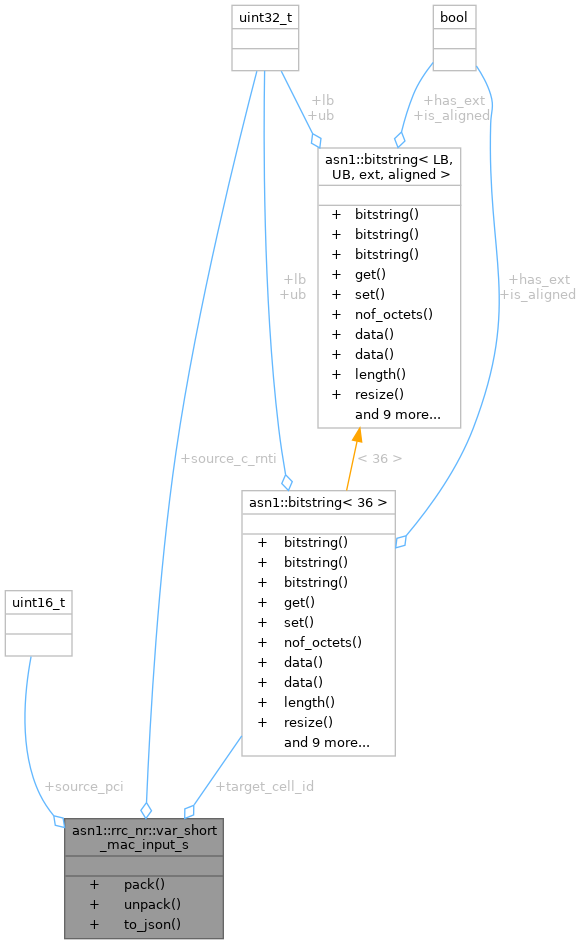 uint32_t
bool
+lb
+ub
+has_ext
+is_aligned
asn1::bitstring< LB,
UB, ext, aligned >
+ bitstring()
+ bitstring()
+ bitstring()
+ get()
+ set()
+ nof_octets()
+ data()
+ data()
+ length()
+ resize()
and 9 more...
+lb
+ub
+has_ext
+is_aligned
+source_c_rnti
< 36 >
asn1::bitstring< 36 >
+ bitstring()
+ bitstring()
+ bitstring()
+ get()
+ set()
+ nof_octets()
+ data()
+ data()
+ length()
+ resize()
and 9 more...
uint16_t
+source_pci
+target_cell_id
asn1::rrc_nr::var_short
_mac_input_s
+ pack()
+ unpack()
+ to_json()